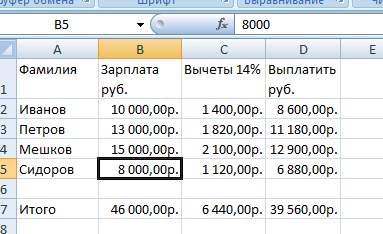 буфер обмена Шрифт Выравнивание
B5 fx 8000
A B C D E
1 Фамилия Зарплата руб. Вычеты 14% Выплатить руб.
2 Иванов 10 000,00р. 1 400,00р. 8 600,00р.
3 Петров 13 000,00р. 1 820,00р. 11 180,00р.
4 Мешков 15 000,00р. 2 100,00р. 12 900,00р.
5 Сидоров 8 000,00р. 1 120,00р. 6 880,00р.
6
7 Итого 46 000,00р. 6 440,00р. 39 560,00р.
8